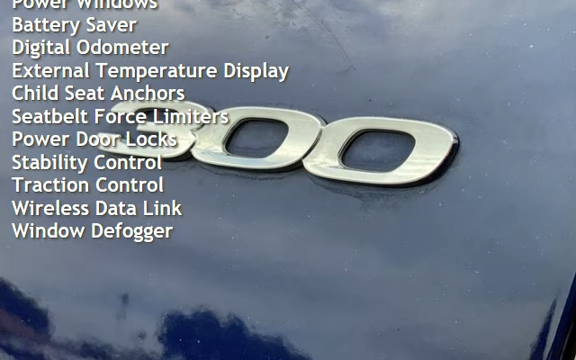 Power Windows
Battery Saver
Digital Odometer
External Temperature Display
Child Seat Anchors
Seatbelt Force Limiters
Power Door Locks
Stability Control
Traction Control
Wireless Data Link
Window Defogger
300